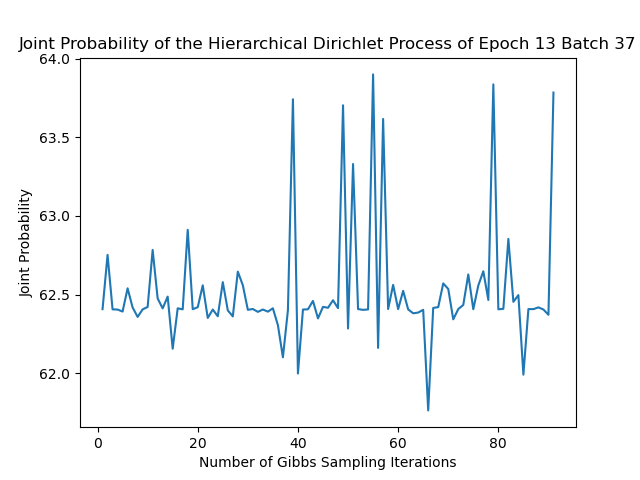 Joint Probability of the Hierarchical Dirichlet Process of Epoch 13 Batch 37
64.0
63.5
63.0
62.5
62.0
Joint Probability
0 20 40 60 80
Number of Gibbs Sampling Iterations